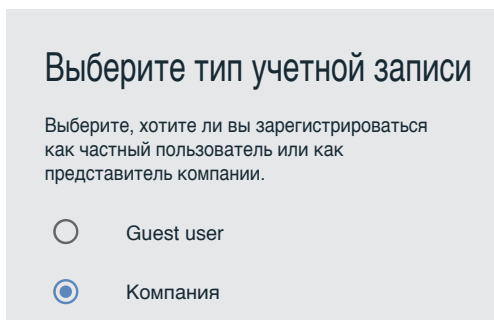 Выберите тип учетной записи
Выберите, хотите ли вы зарегистрироваться
как частный пользователь или как
представитель компании.
Guest user
Компания